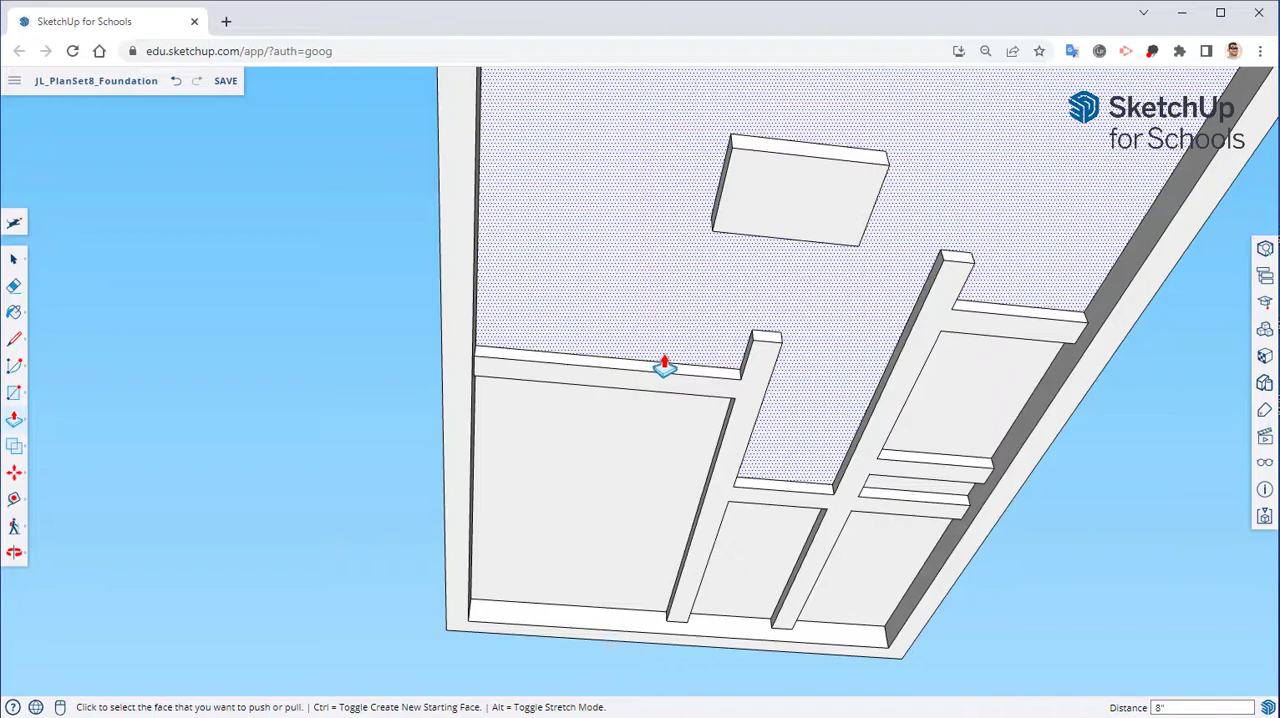 SketchUp for Schools
edu.sketchup.com/app/?auth=goog
JL_PlanSet8_Foundation
SAVE
SketchUp
for Schools
Click to select the face that you want to push or pull. | Ctrl = Toggle Create New Starting Face. | Alt = Toggle Stretch Mode.
Distance 8"